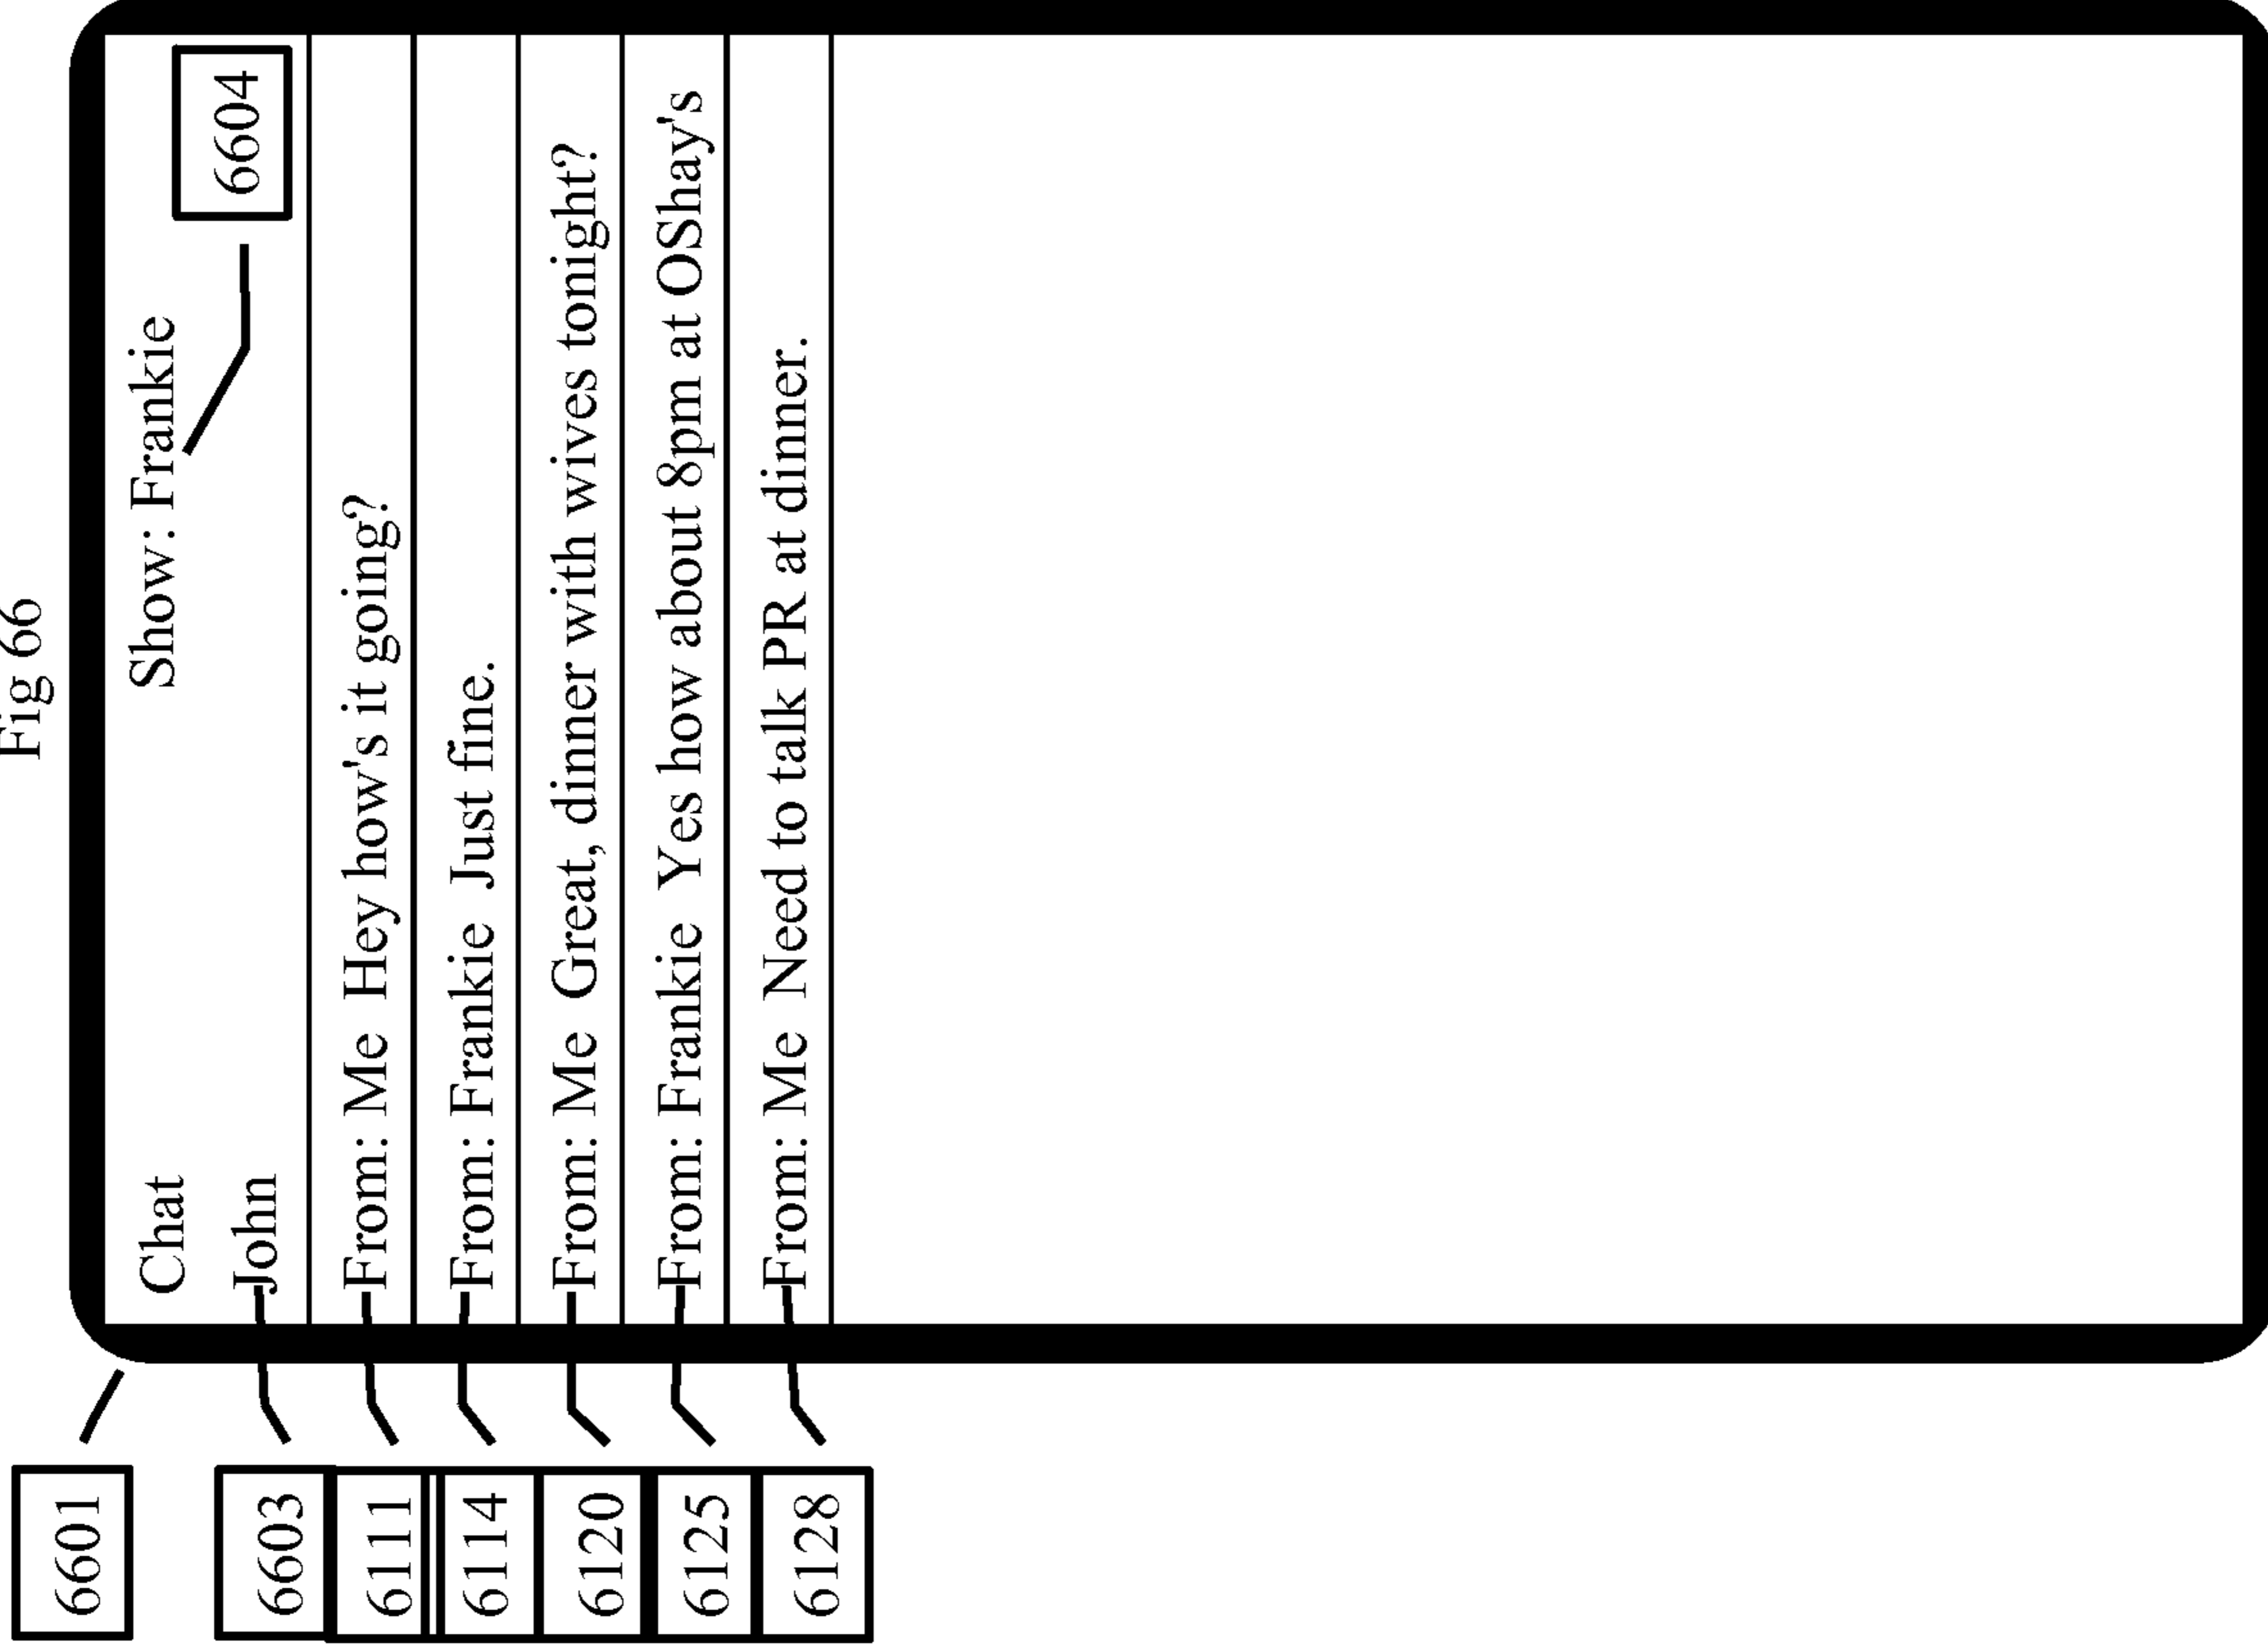 Fig 66
6601
Chat
Show: Frankie
6603
John
6604
6111
From: Me  Hey how's it going?
6114
From: Frankie  Just fine.
6120
From: Me  Great, dinner with wives tonight?
6125
From: Frankie  Yes how about 8pm at OShay's
6128
From: Me  Need to talk PR at dinner.